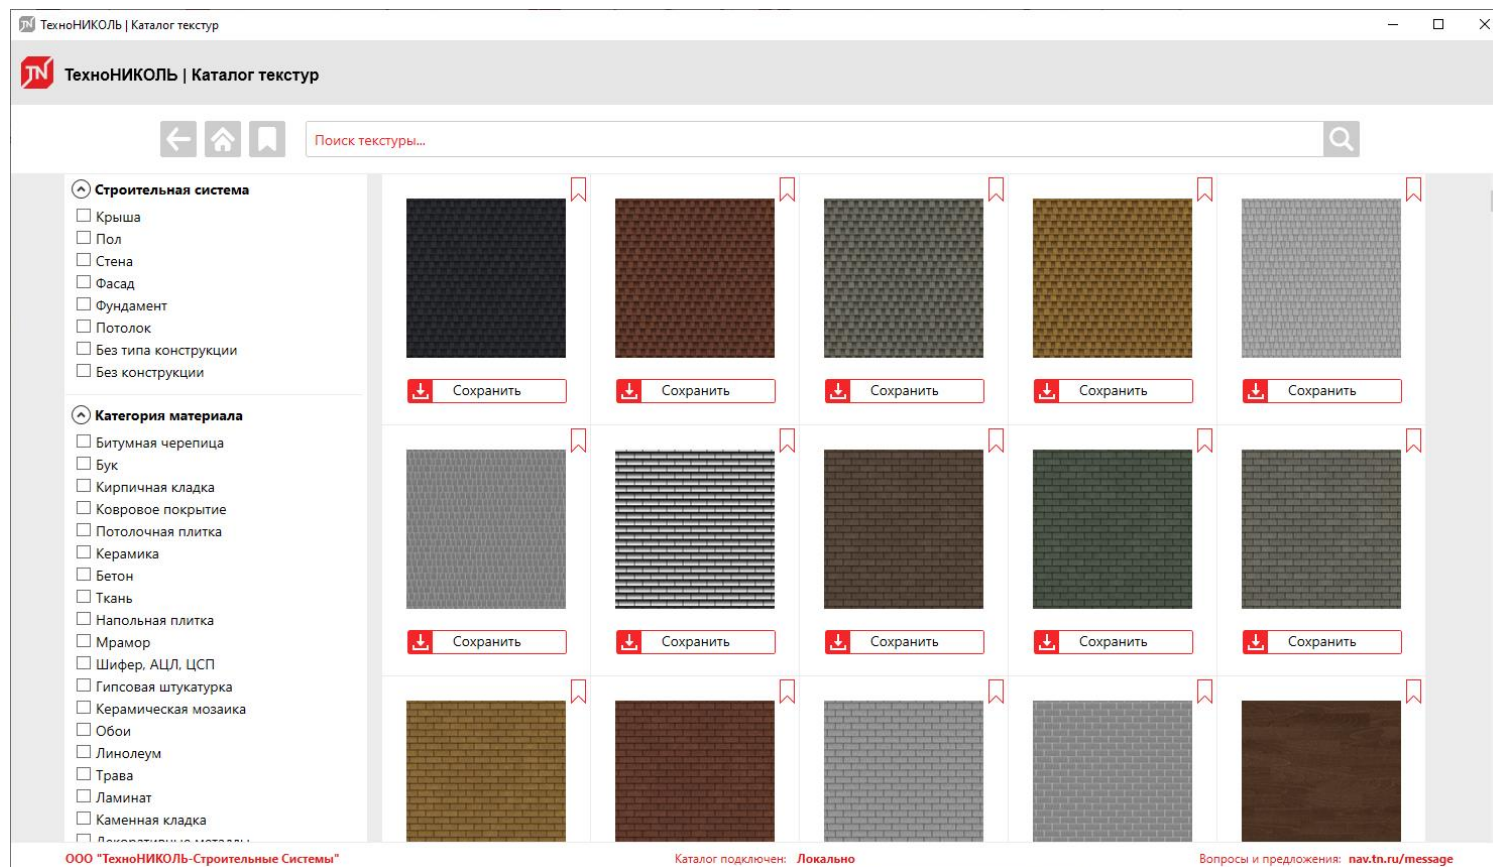 ТехноНИКОЛЬ | Каталог текстур
TN ТехноНИКОЛЬ | Каталог текстур
Поиск текстуры...
Строительная система
Крыша
Пол
Стена
Фасад
Фундамент
Потолок
Без типа конструкции
Без конструкции
Категория материала
Битумная черепица
Бук
Кирпичная кладка
Ковровое покрытие
Потолочная плитка
Керамика
Бетон
Ткань
Напольная плитка
Мрамор
Шифер, АЦЛ, ЦСП
Гипсовая штукатурка
Керамическая мозаика
Обои
Линолеум
Трава
Ламинат
Каменная кладка
Декоративные металлы
Сохранить Сохранить Сохранить Сохранить Сохранить
Сохранить Сохранить Сохранить Сохранить Сохранить
ООО "ТехноНИКОЛЬ-Строительные Системы" Каталог подключен: Локально Вопросы и предложения: nav.tn.ru/message